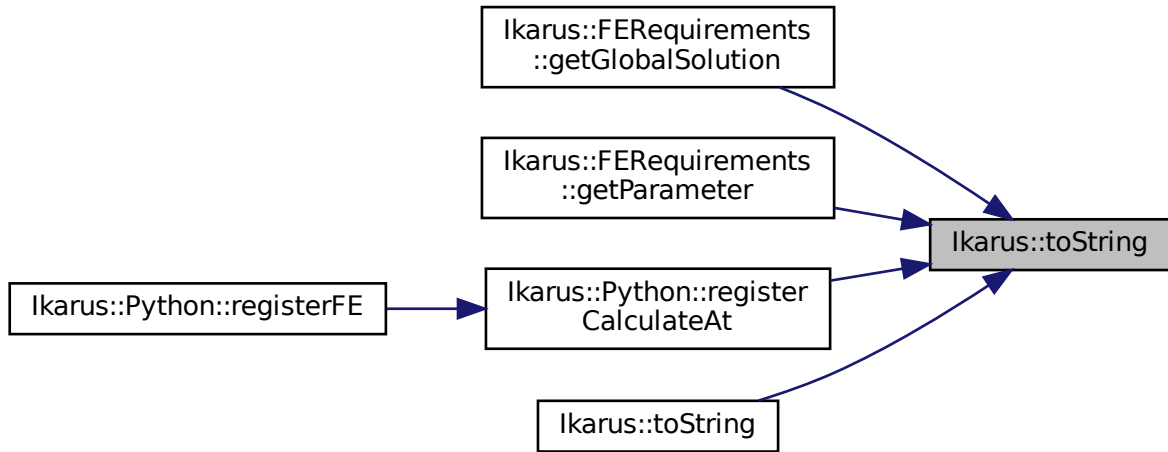 Ikarus::FERequirements
::getGlobalSolution
Ikarus::FERequirements
::getParameter
Ikarus::toString
Ikarus::Python::registerFE
Ikarus::Python::register
CalculateAt
Ikarus::toString